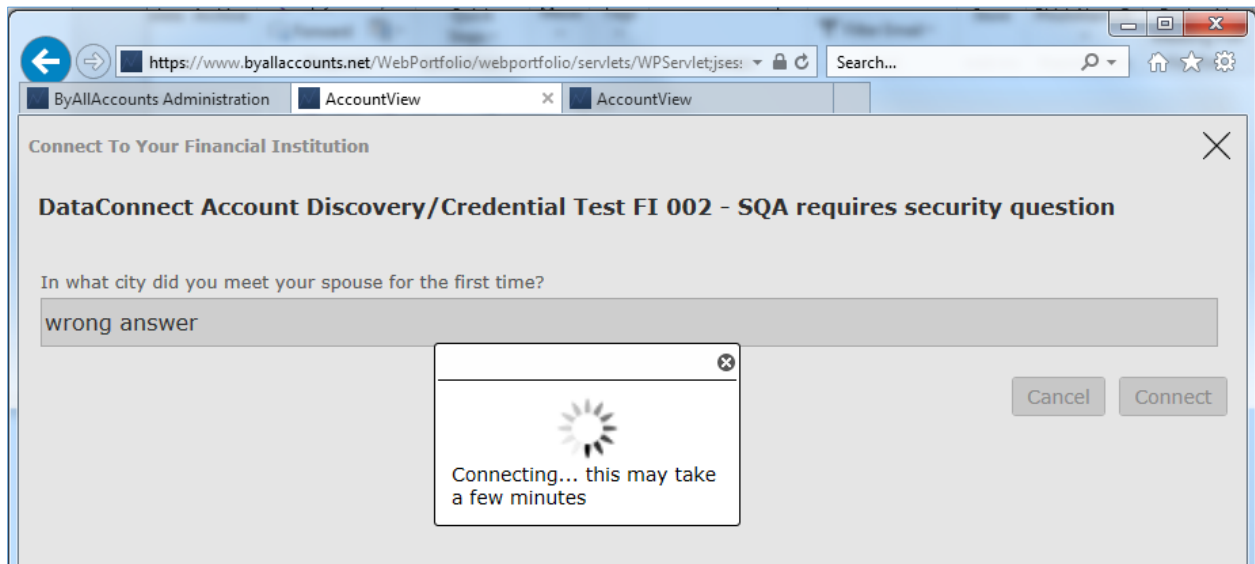 https://www.byallaccounts.net/WebPortfolio/webportfolio/servlets/WPServlet;jses:
Search...
ByAllAccounts Administration
AccountView
AccountView
Connect To Your Financial Institution
DataConnect Account Discovery/Credential Test FI 002 - SQA requires security question
In what city did you meet your spouse for the first time?
wrong answer
Cancel
Connect
Connecting... this may take
a few minutes